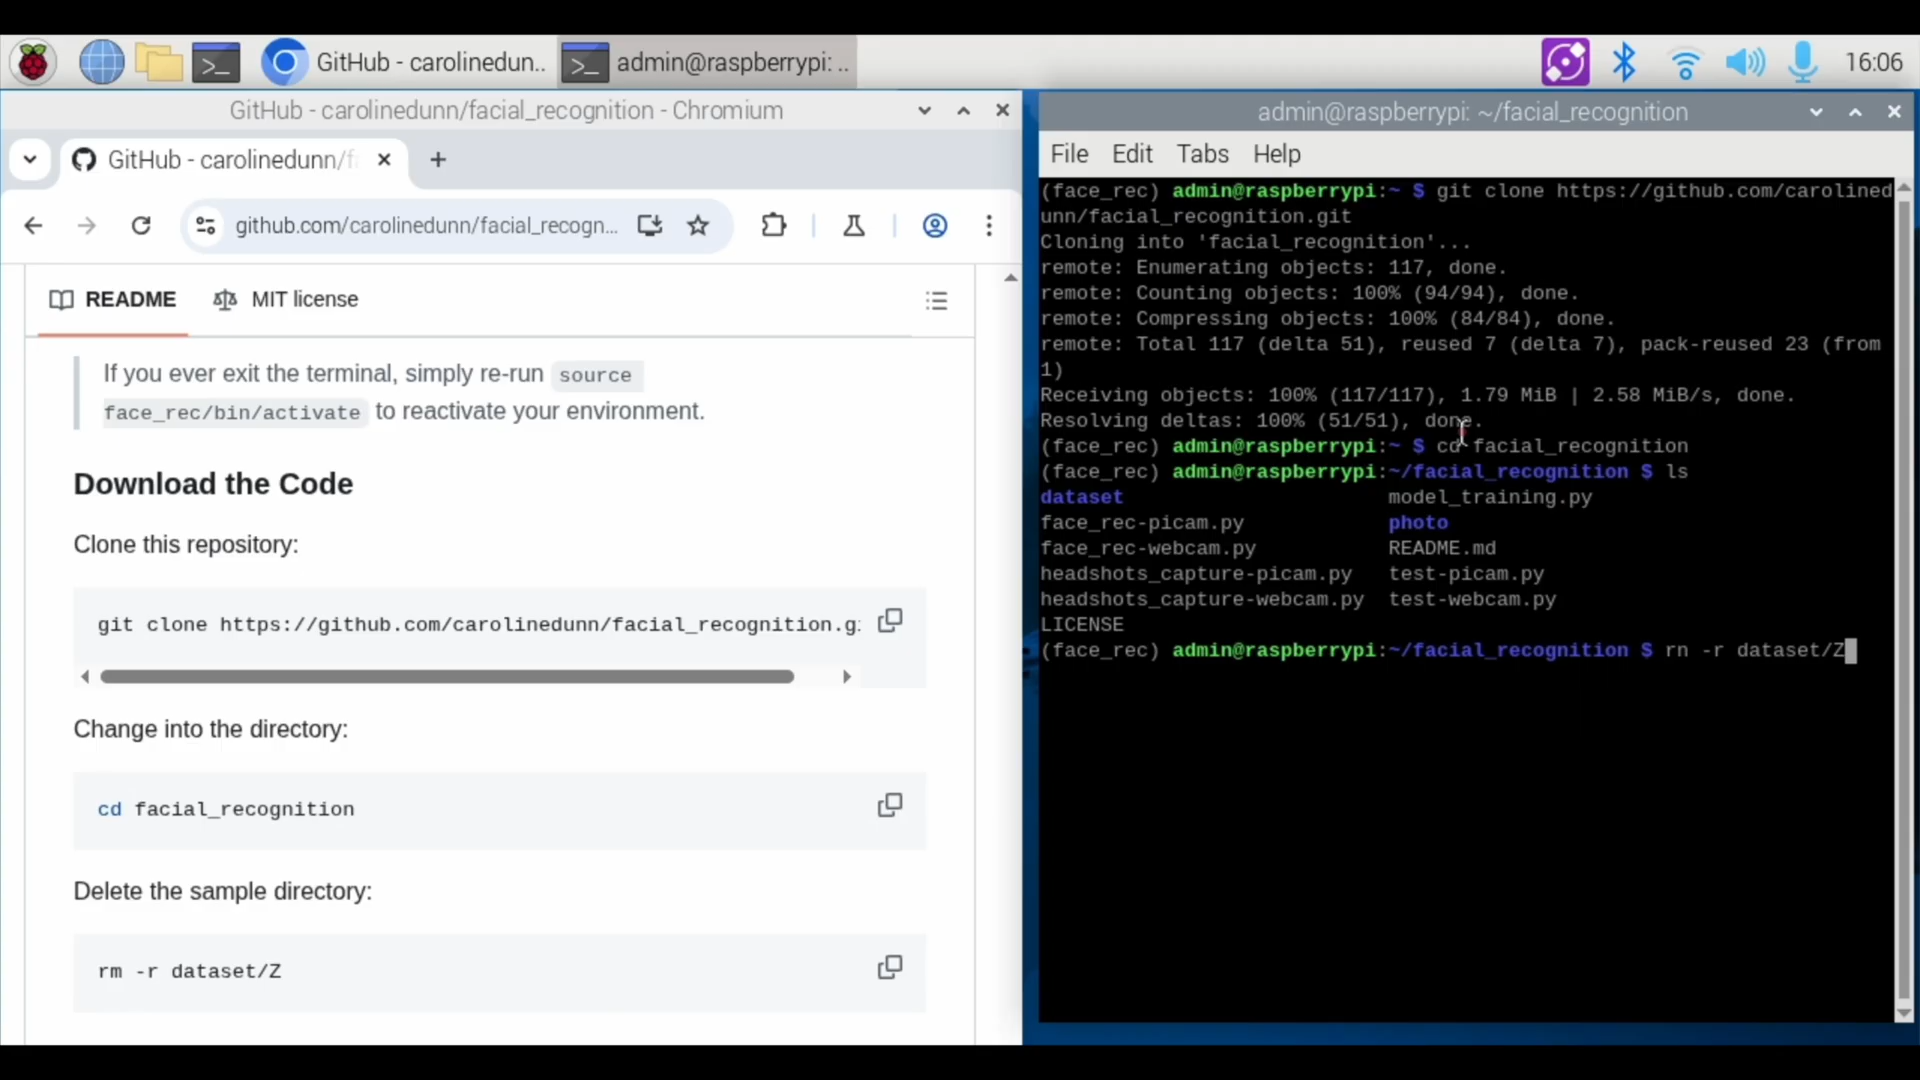 GitHub - carolinedun..
admin@raspberrypi: ..
16:06
GitHub - carolinedunn/facial_recognition - Chromium
GitHub - carolinedunn/f
github.com/carolinedunn/facial_recogn...
README
MIT license
If you ever exit the terminal, simply re-run source
face_rec/bin/activate to reactivate your environment.
Download the Code
Clone this repository:
git clone https://github.com/carolinedunn/facial_recognition.g
Change into the directory:
cd facial_recognition
Delete the sample directory:
rm -r dataset/Z
admin@raspberrypi: ~/facial_recognition
File Edit Tabs Help
(face_rec) admin@raspberrypi:~ $ git clone https://github.com/carolined
unn/facial_recognition.git
Cloning into 'facial_recognition'...
remote: Enumerating objects: 117, done.
remote: Counting objects: 100% (94/94), done.
remote: Compressing objects: 100% (84/84), done.
remote: Total 117 (delta 51), reused 7 (delta 7), pack-reused 23 (from
1)
Receiving objects: 100% (117/117), 1.79 MiB | 2.58 MiB/s, done.
Resolving deltas: 100% (51/51), done.
(face_rec) admin@raspberrypi:~ $ cd facial_recognition
(face_rec) admin@raspberrypi:~/facial_recognition $ ls
dataset model_training.py
face_rec-picam.py photo
face_rec-webcam.py README.md
headshots_capture-picam.py test-picam.py
headshots_capture-webcam.py test-webcam.py
LICENSE
(face_rec) admin@raspberrypi:~/facial_recognition $ rn -r dataset/Z